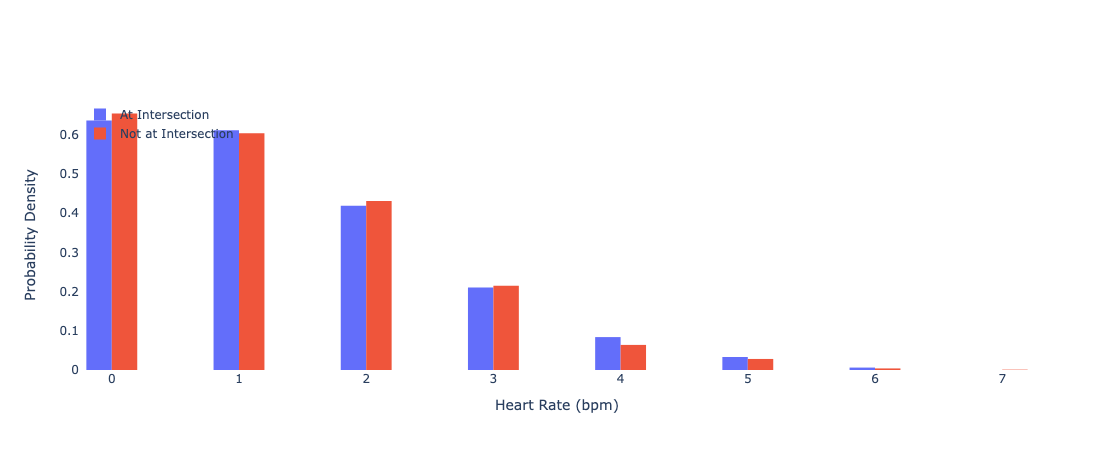 At Intersection
Not at Intersection
Probability Density
0.6
0.5
0.4
0.3
0.2
0.1
0
0 1 2 3 4 5 6 7
Heart Rate (bpm)